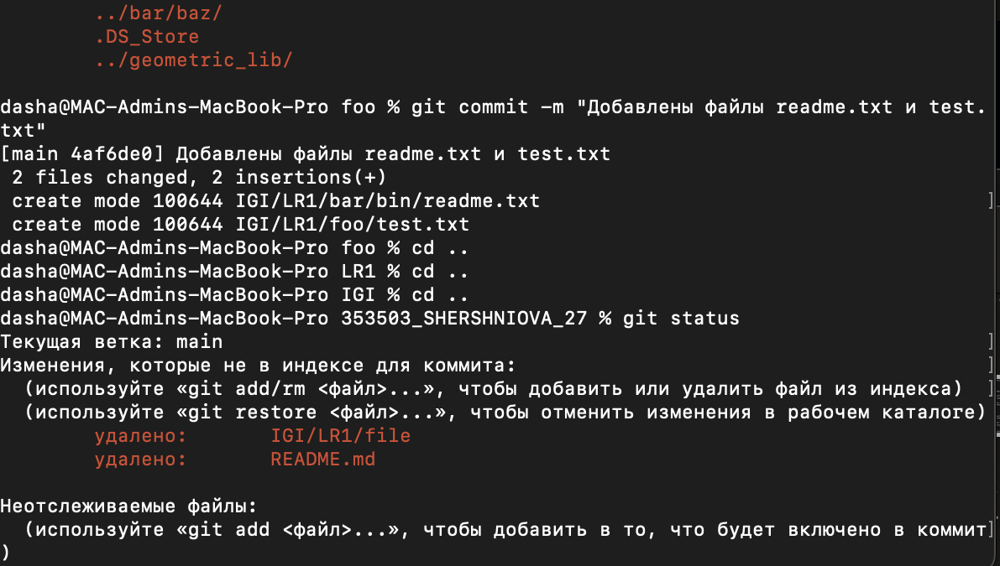 ../bar/baz/
.DS_Store
../geometric_lib/
dasha@MAC-Admins-MacBook-Pro foo % git commit -m "Добавлены файлы readme.txt и test.
txt"
[main 4af6de0] Добавлены файлы readme.txt и test.txt
2 files changed, 2 insertions(+)
create mode 100644 IGI/LR1/bar/bin/readme.txt
create mode 100644 IGI/LR1/foo/test.txt
dasha@MAC-Admins-MacBook-Pro foo % cd ..
dasha@MAC-Admins-MacBook-Pro LR1 % cd ..
dasha@MAC-Admins-MacBook-Pro IGI % cd ..
dasha@MAC-Admins-MacBook-Pro 353503_SHERSHNIOVA_27 % git status
Текущая ветка: main
Изменения, которые не в индексе для коммита:
(используйте «git add/rm <файл>...», чтобы добавить или удалить файл из индекса)
(используйте «git restore <файл>...», чтобы отменить изменения в рабочем каталоге)
удалено: IGI/LR1/file
удалено: README.md
Неотслеживаемые файлы:
(используйте «git add <файл>...», чтобы добавить в то, что будет включено в коммит
)